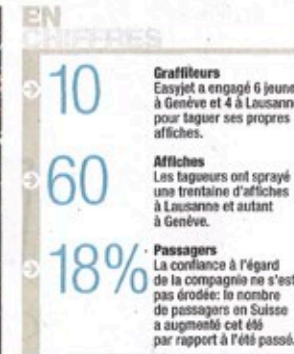 EN
CHIFFRES
10
Graffiteurs
Easyjet a engagé 6 jeune
à Genève et 4 à Lausanne
pour taguer ses propres
affiches.
60
Affiches
Les tagueurs ont sprayé
une trentaine d'affiches
à Lausanne et autant
à Genève.
18%
Passagers
La confiance à l'égard
de la compagnie ne s'est
pas érodée: le nombre
de passagers en Suisse
a augmenté cet été
par rapport à l'été passé.